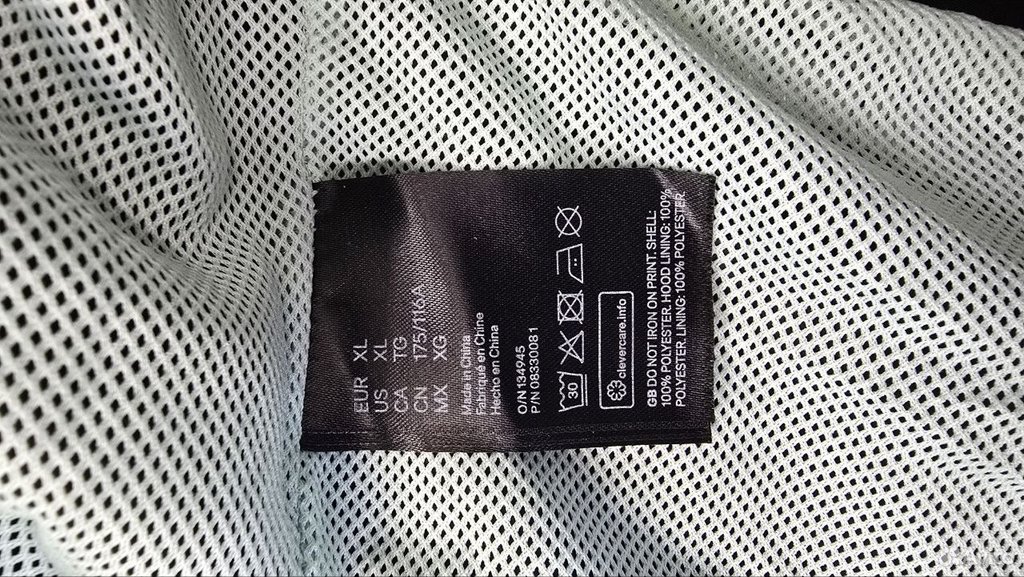 EUR XL
US XL
CA TG
CN 175/116A
MX XG
Made in China
Fabriqué en Chine
Hecho en China
O/N134945
P/N 08330081
30
clevercare.info
GB DO NOT IRON ON PRINT. SHELL:
100% POLYESTER. HOOD LINING: 100%
POLYESTER. LINING: 100% POLYESTER.